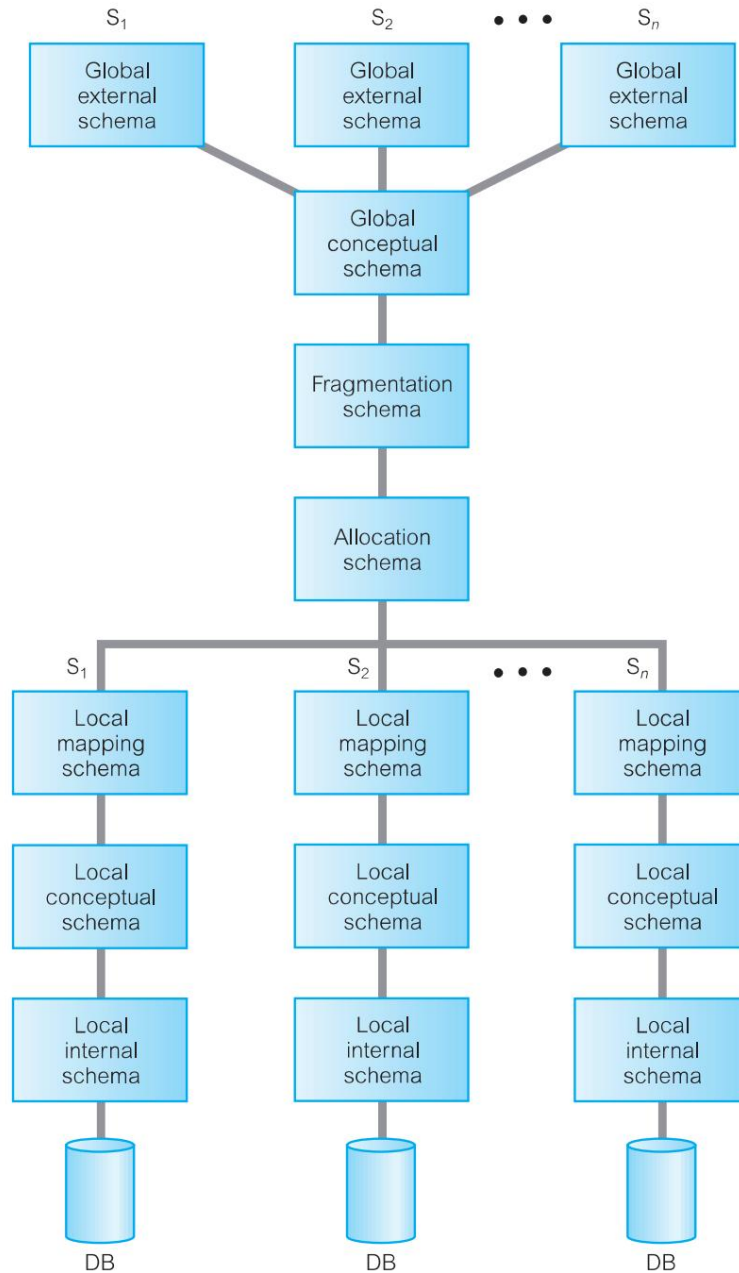 S1
S2
• • •
Sn
Global
external
schema
Global
external
schema
Global
external
schema
Global
conceptual
schema
Fragmentation
schema
Allocation
schema
S1
S2
• • •
Sn
Local
mapping
schema
Local
mapping
schema
Local
mapping
schema
Local
conceptual
schema
Local
conceptual
schema
Local
conceptual
schema
Local
internal
schema
Local
internal
schema
Local
internal
schema
DB
DB
DB